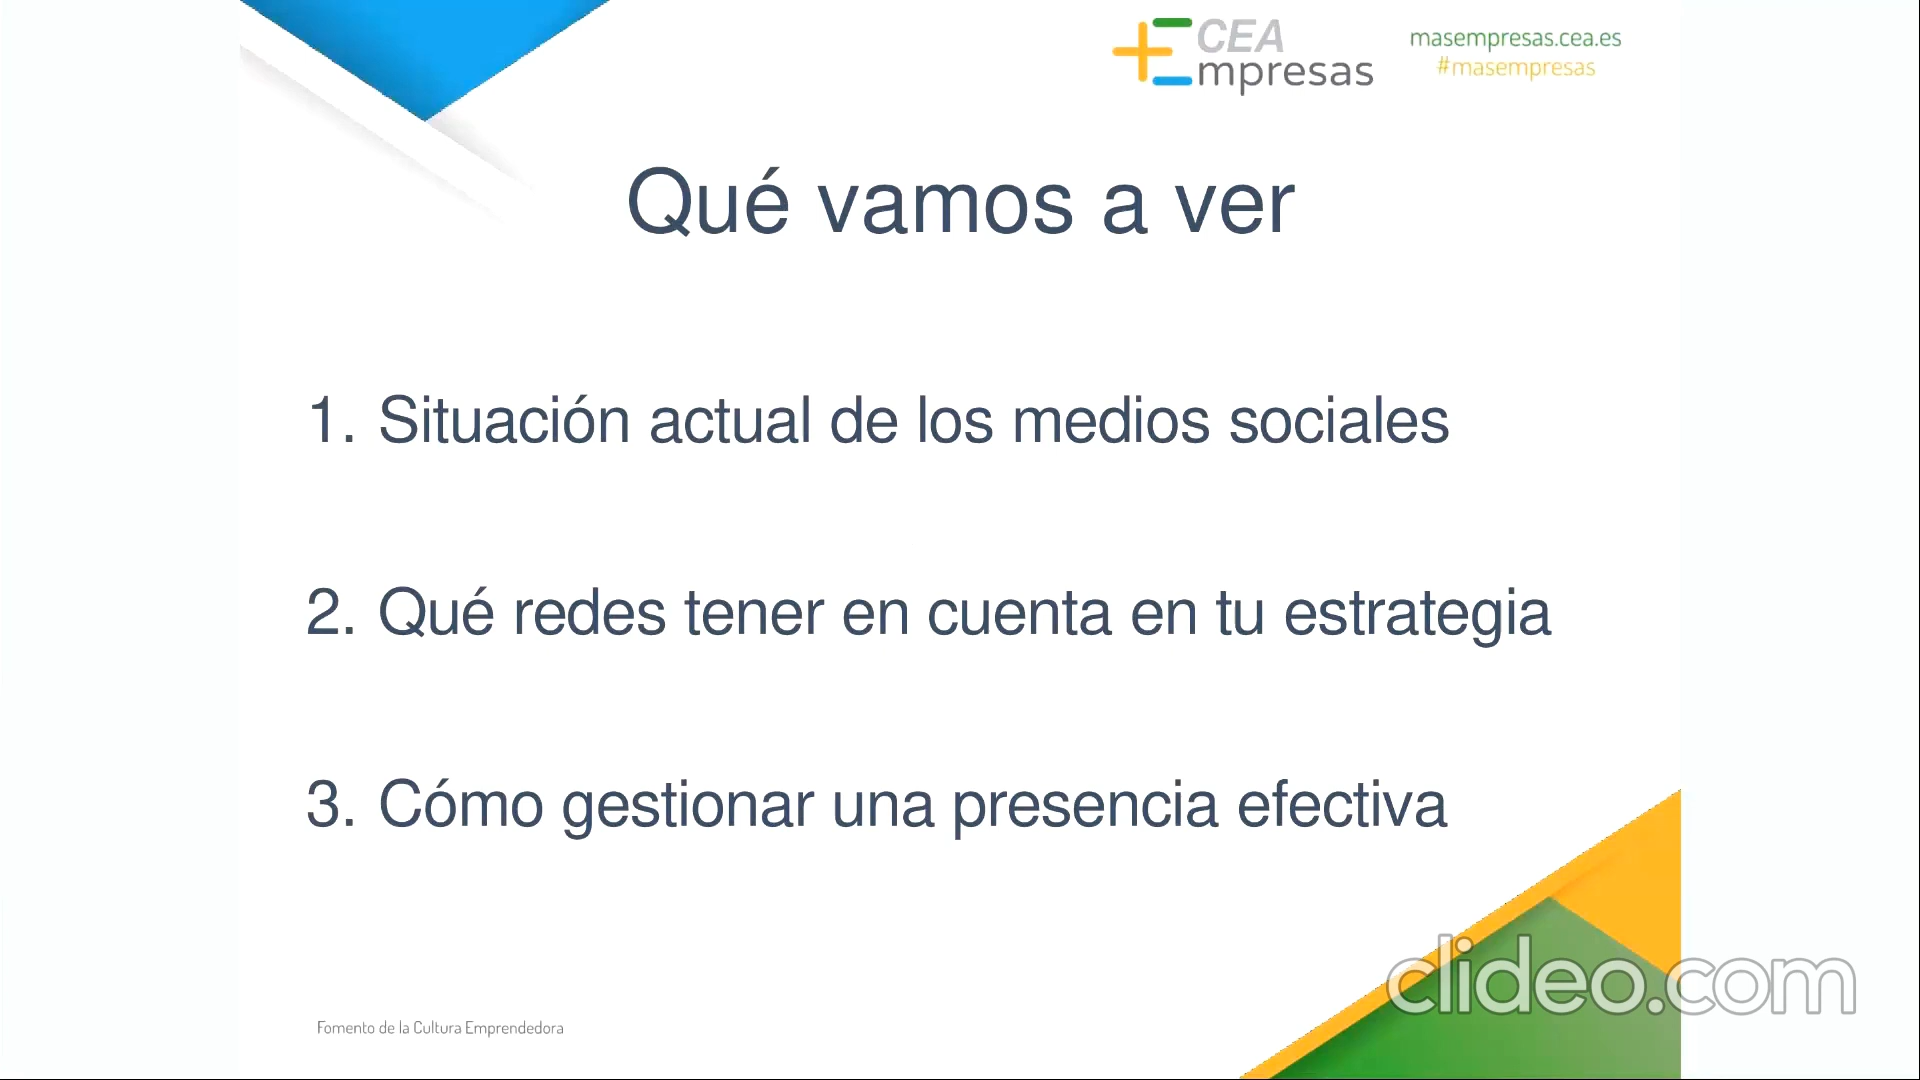 CEA
+Empresas
masempresas.cea.es
#masempresas
Qué vamos a ver
1. Situación actual de los medios sociales
2. Qué redes tener en cuenta en tu estrategia
3. Cómo gestionar una presencia efectiva
clideo.com
Fomento de la Cultura Emprendedora